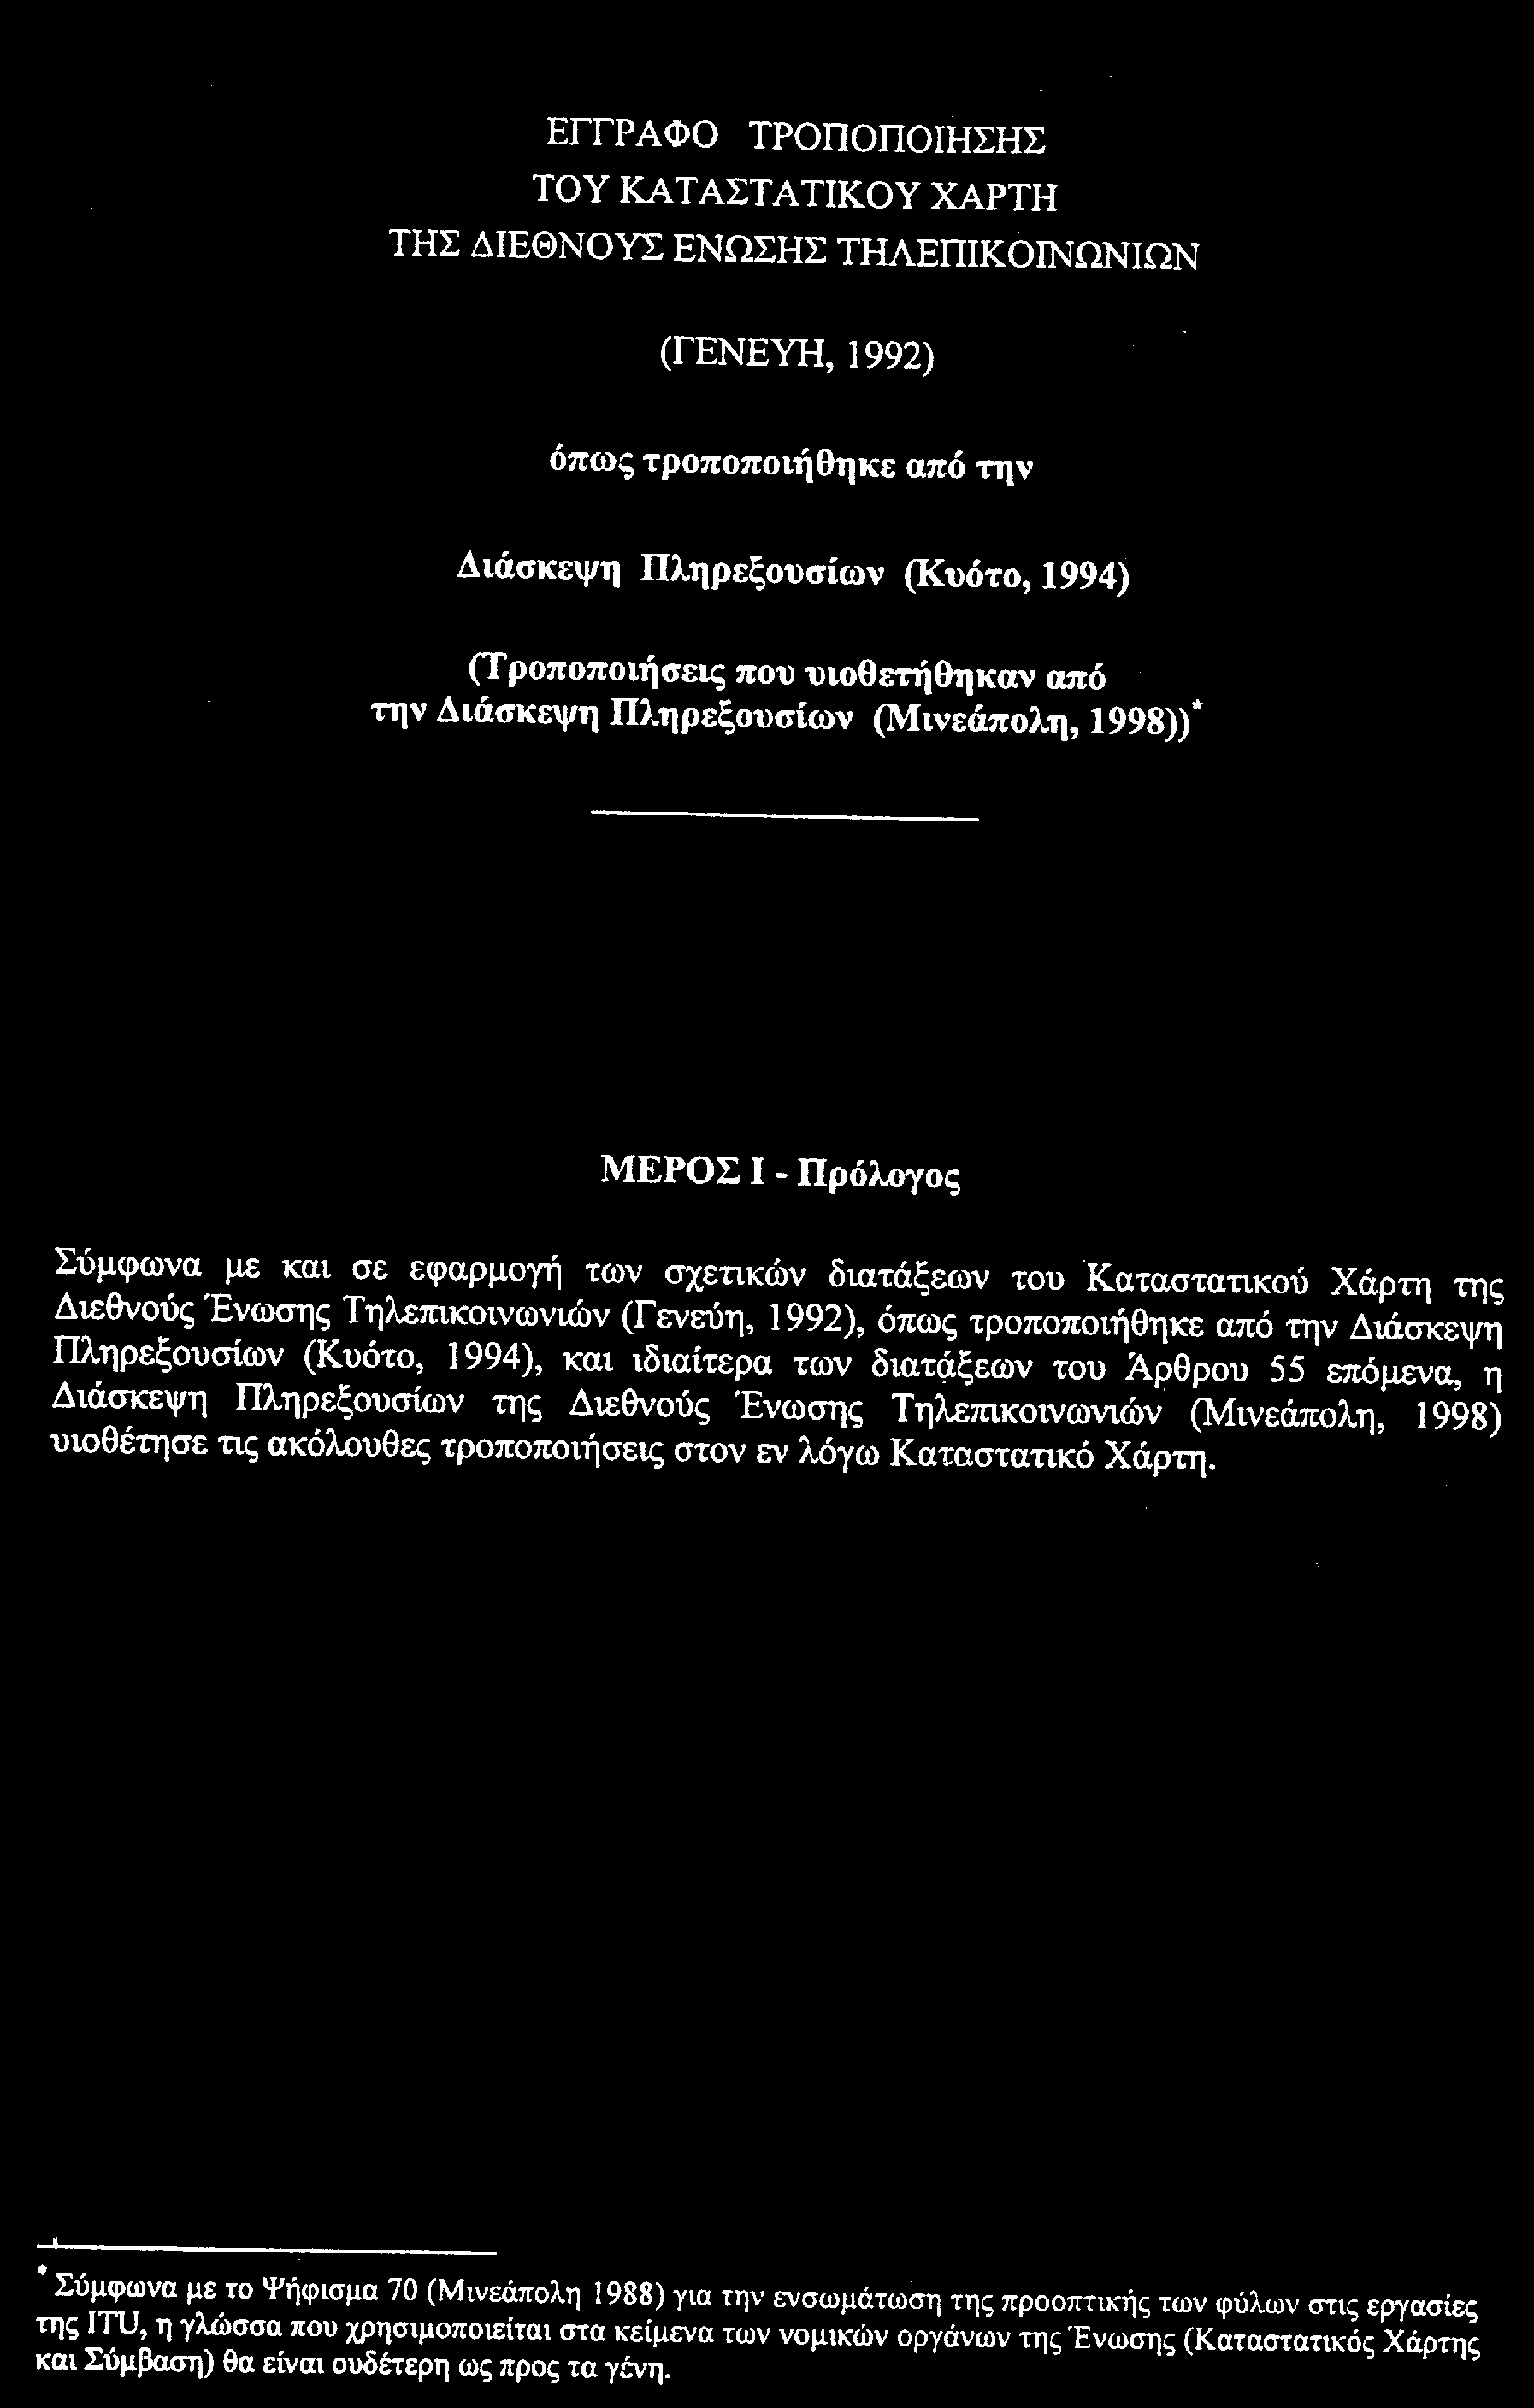 ΕΓΓΡΑΦΟ ΤΡΟΠΟΠΟΙΗΣΗΣ
ΤΟΥ ΚΑΤΑΣΤΑΤΙΚΟΥ ΧΑΡΤΗ
ΤΗΣ ΔΙΕΘΝΟΥΣ ΕΝΩΣΗΣ ΤΗΛΕΠΙΚΟΙΝΩΝΙΩΝ
(ΓΕΝΕΥΗ, 1992)
όπως τροποποιήθηκε από την
Διάσκεψη Πληρεξουσίων (Κυότο, 1994)
(Τροποποιήσεις που υιοθετήθηκαν από
την Διάσκεψη Πληρεξουσίων (Μινεάπολη, 1998))*
ΜΕΡΟΣ Ι - Πρόλογος
Σύμφωνα με και σε εφαρμογή των σχετικών διατάξεων του Καταστατικού Χάρτη της
Διεθνούς Ένωσης Τηλεπικοινωνιών (Γενεύη, 1992), όπως τροποποιήθηκε από την Διάσκεψη
Πληρεξουσίων (Κυότο, 1994), και ιδιαίτερα των διατάξεων του Άρθρου 55 επόμενα, η
Διάσκεψη Πληρεξουσίων της Διεθνούς Ένωσης Τηλεπικοινωνιών (Μινεάπολη, 1998)
υιοθέτησε τις ακόλουθες τροποποιήσεις στον εν λόγω Καταστατικό Χάρτη.
* Σύμφωνα με το Ψήφισμα 70 (Μινεάπολη 1988) για την ενσωμάτωση της προοπτικής των φύλων στις εργασίες
της ITU, η γλώσσα που χρησιμοποιείται στα κείμενα των νομικών οργάνων της Ένωσης (Καταστατικός Χάρτης
και Σύμβαση) θα είναι ουδέτερη ως προς τα γένη.